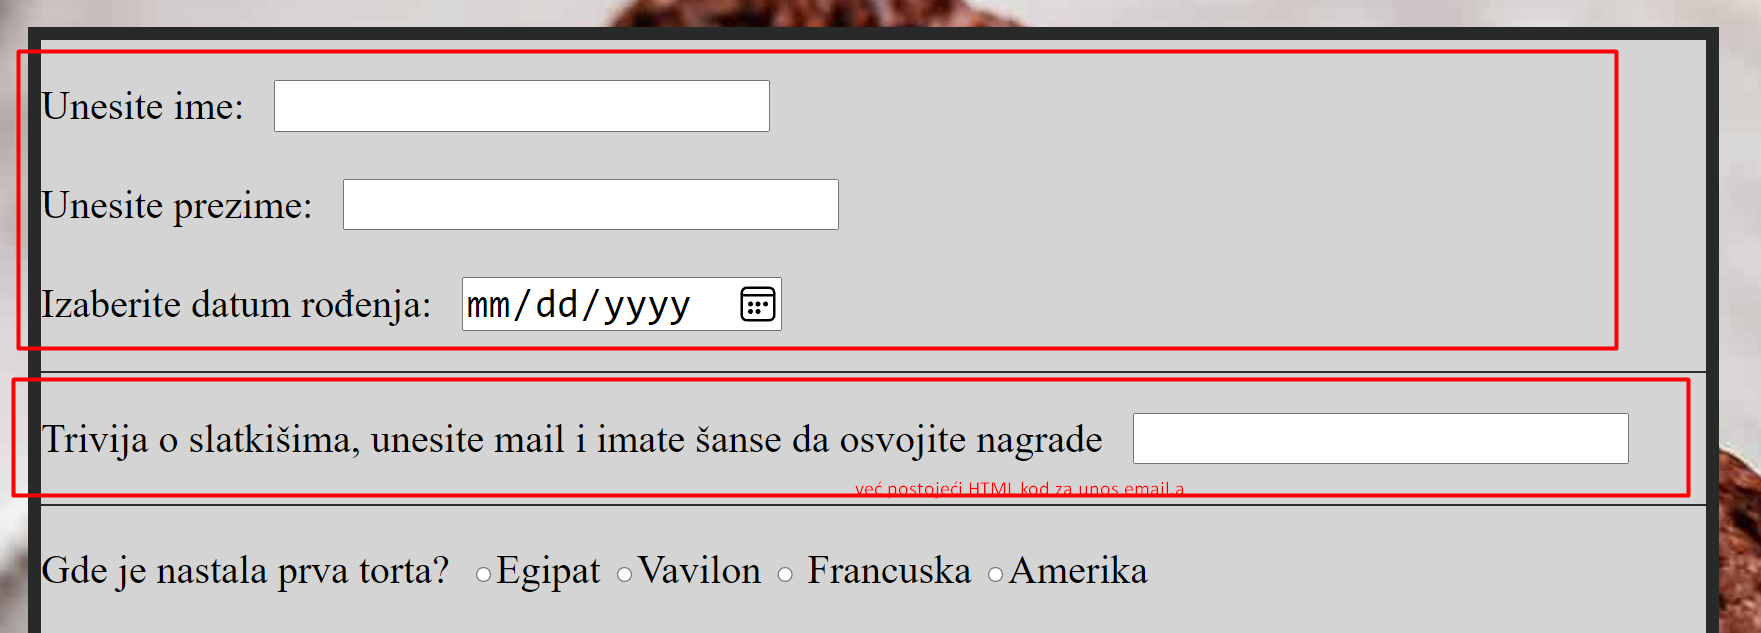 Unesite ime:
Unesite prezime:
Izaberite datum rođenja: mm/dd/yyyy
Trivija o slatkišima, unesite mail i imate šanse da osvojite nagrade
već postojeći HTML kod za unos email.a
Gde je nastala prva torta? Egipat Vavilon Francuska Amerika